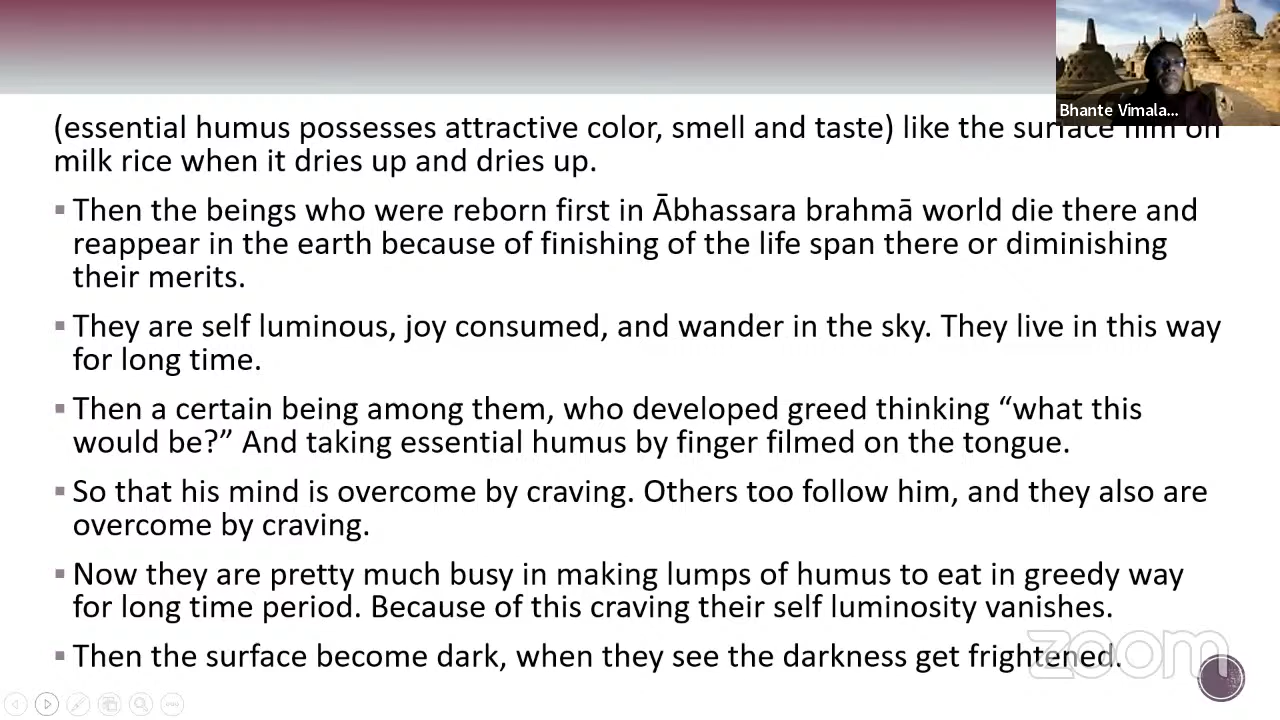 Bhante Vimala...
(essential humus possesses attractive color, smell and taste) like the surface film on
milk rice when it dries up and dries up.
▪ Then the beings who were reborn first in Ābhassara brahmā world die there and
reappear in the earth because of finishing of the life span there or diminishing
their merits.
▪ They are self luminous, joy consumed, and wander in the sky. They live in this way
for long time.
▪ Then a certain being among them, who developed greed thinking “what this
would be?” And taking essential humus by finger filmed on the tongue.
▪ So that his mind is overcome by craving. Others too follow him, and they also are
overcome by craving.
▪ Now they are pretty much busy in making lumps of humus to eat in greedy way
for long time period. Because of this craving their self luminosity vanishes.
▪ Then the surface become dark, when they see the darkness get frightened.
zoom